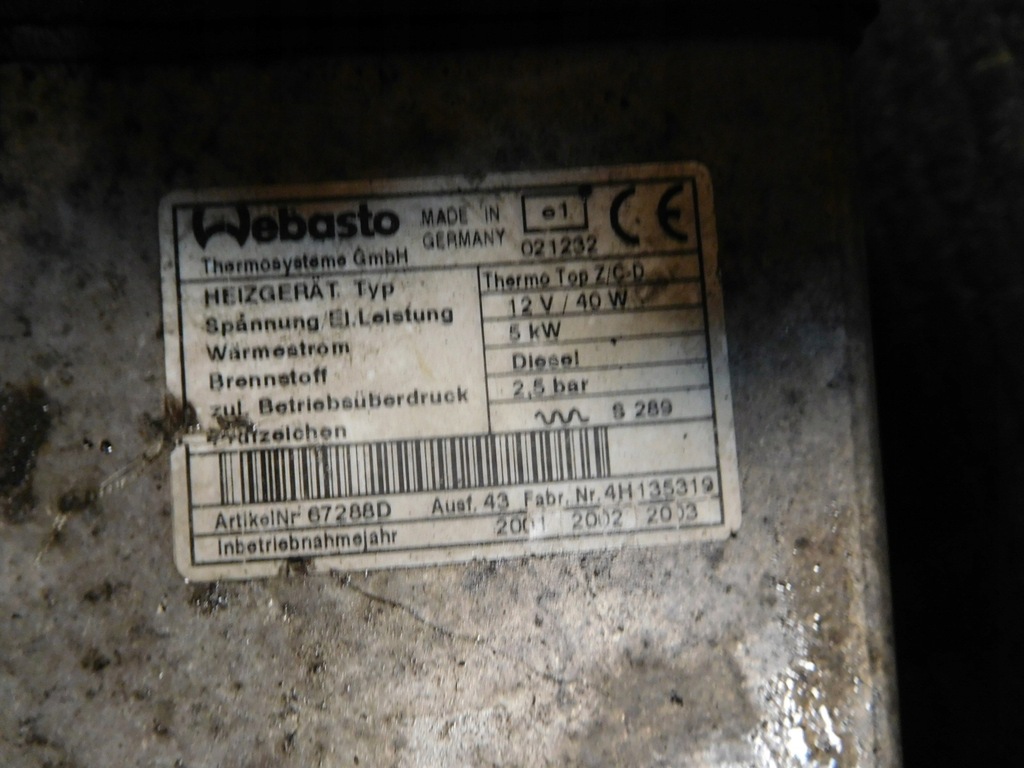 Webasto MADE IN GERMANY e1 CE
Thermosysteme GmbH 021232
HEIZGERÄT Typ Thermo Top Z/C-D
Spannung/El.Leistung 12 V / 40 W
Wärmestrom 5 kW
Brennstoff Diesel
zul. Betriebsüberdruck 2,5 bar
Prüfzeichen S 289
ArtikelNr 67288D Ausf. 43 Fabr. Nr. 4H135319
Inbetriebnahmejahr 2001 2002 2003